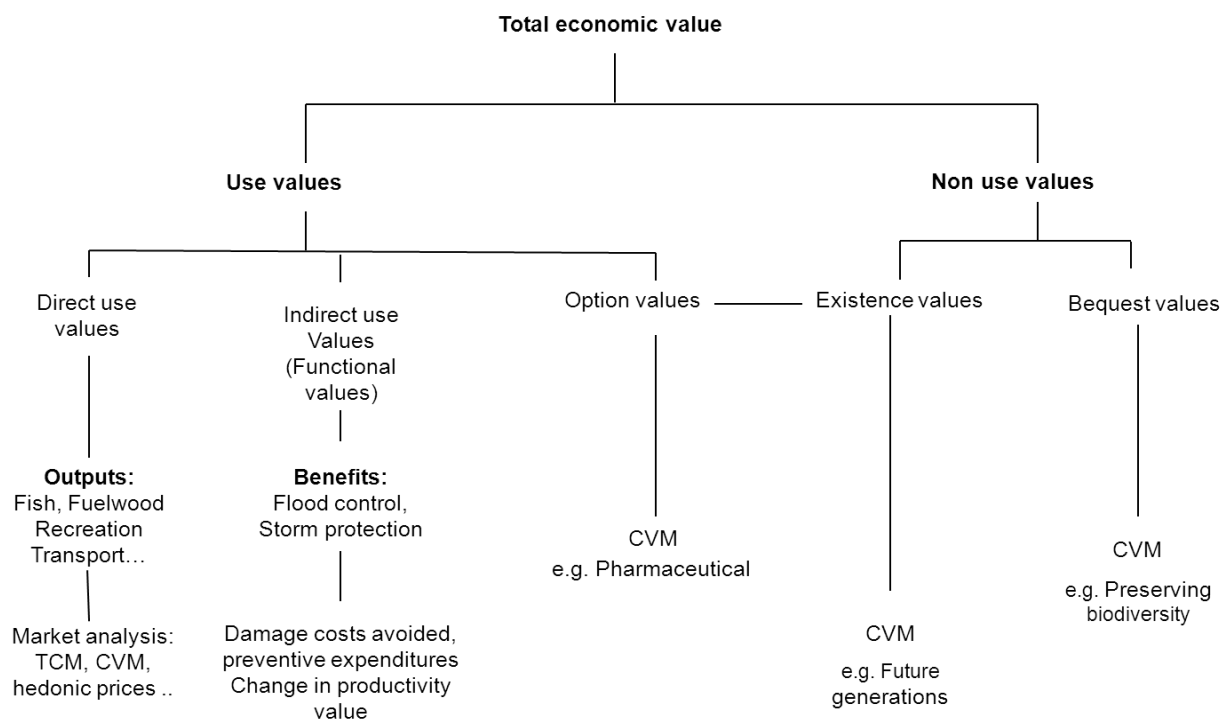 Total economic value
Use values
Non use values
Direct use
values
Indirect use
Values
(Functional
values)
Option values
Existence values
Bequest values
Outputs:
Fish, Fuelwood
Recreation
Transport…
Benefits:
Flood control,
Storm protection
CVM
e.g. Pharmaceutical
CVM
e.g. Preserving
biodiversity
Market analysis:
TCM, CVM,
hedonic prices ..
Damage costs avoided,
preventive expenditures
Change in productivity
value
CVM
e.g. Future
generations